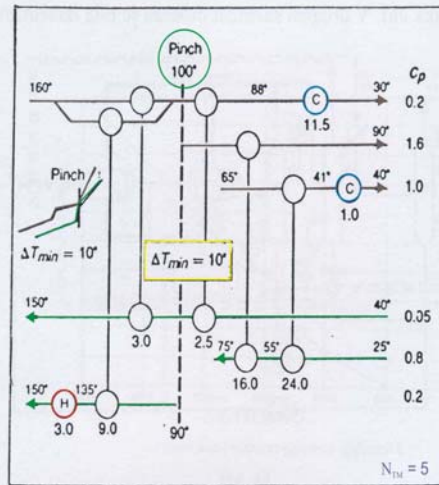 Pinch
100°
Cp
160° 88° C 30° 0.2
11.5
90° 1.6
65° 41° C 40° 1.0
1.0
Pinch
ΔTmin = 10°
ΔTmin = 10°
150° 40° 0.05
3.0 2.5
75° 55° 25° 0.8
16.0 24.0
150° H 135° 0.2
3.0 9.0 90°
N™ = 5